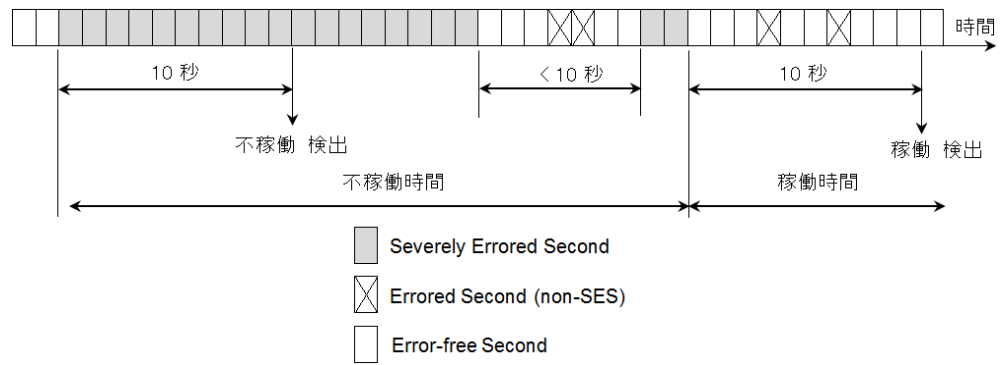 時間
10 秒
＜10 秒
10 秒
不稼働 検出
稼働 検出
不稼働時間
稼働時間
Severely Errored Second
Errored Second (non-SES)
Error-free Second